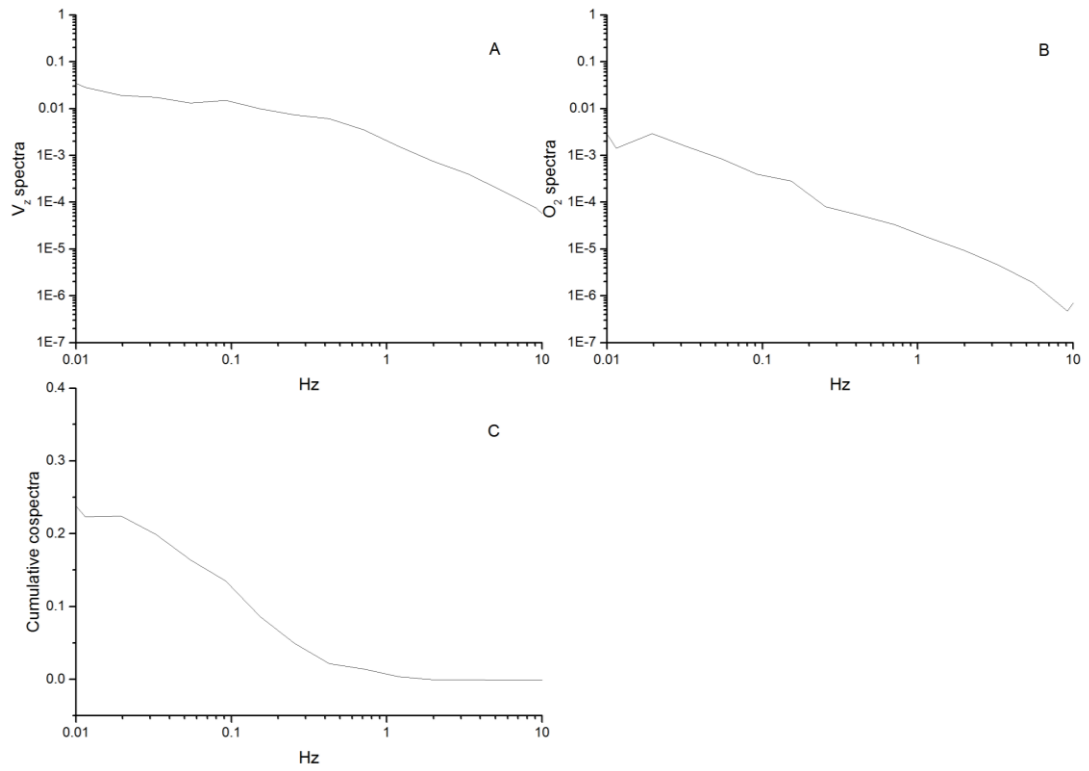 A
1
0.1
0.01
1E-3
1E-4
1E-5
1E-6
1E-7
V_z spectra
0.01
0.1
1
10
Hz
B
1
0.1
0.01
1E-3
1E-4
1E-5
1E-6
1E-7
O_2 spectra
0.01
0.1
1
10
Hz
C
0.4
0.3
0.2
0.1
0.0
Cumulative cospectra
0.01
0.1
1
10
Hz